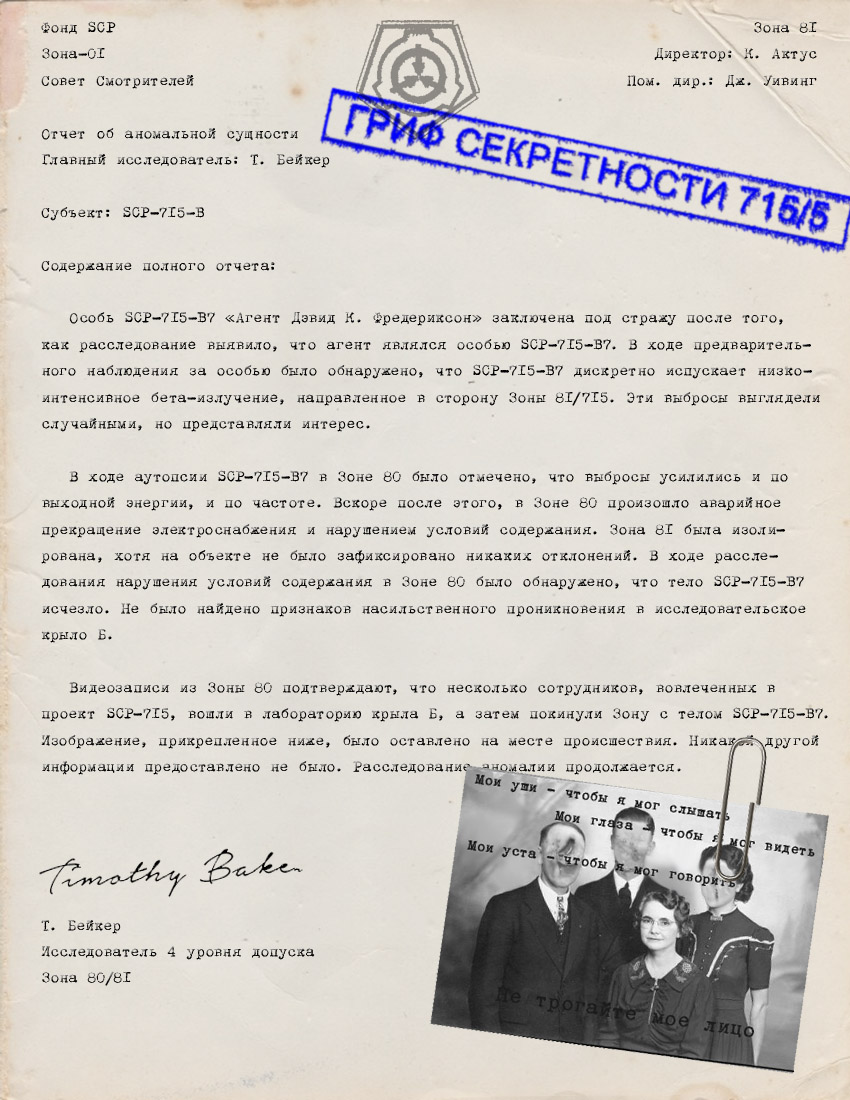 Фонд SCP
Зона 81
Зона-01
Директор: К. Актус
Совет Смотрителей
Пом. дир.: Дж. Уивинг
ГРИФ СЕКРЕТНОСТИ 715/5
Отчет об аномальной сущности
Главный исследователь: Т. Бейкер
Субъект: SCP-715-B
Содержание полного отчета:
Особь SCP-715-B7 «Агент Дэвид К. Фредериксон» заключена под стражу после того,
как расследование выявило, что агент являлся особью SCP-715-B7. В ходе предваритель-
ного наблюдения за особью было обнаружено, что SCP-715-B7 дискретно испускает низко-
интенсивное бета-излучение, направленное в сторону Зоны 81/715. Эти выбросы выглядели
случайными, но представляли интерес.
В ходе аутопсии SCP-715-B7 в Зоне 80 было отмечено, что выбросы усилились и по
выходной энергии, и по частоте. Вскоре после этого, в Зоне 80 произошло аварийное
прекращение электроснабжения и нарушением условий содержания. Зона 81 была изоли-
рована, хотя на объекте не было зафиксировано никаких отклонений. В ходе рассле-
дования нарушения условий содержания в Зоне 80 было обнаружено, что тело SCP-715-B7
исчезло. Не было найдено признаков насильственного проникновения в исследовательское
крыло Б.
Видеозаписи из Зоны 80 подтверждают, что несколько сотрудников, вовлеченных в
проект SCP-715, вошли в лабораторию крыла Б, а затем покинули Зону с телом SCP-715-B7.
Изображение, прикрепленное ниже, было оставлено на месте происшествия. Никакой другой
информации предоставлено не было. Расследование аномалии продолжается.
Мои уши - чтобы я мог слышать
Мои глаза - чтобы я мог видеть
Мои уста - чтобы я мог говорить
Не трогайте мое лицо
Timothy Baker
Т. Бейкер
Исследователь 4 уровня допуска
Зона 80/81